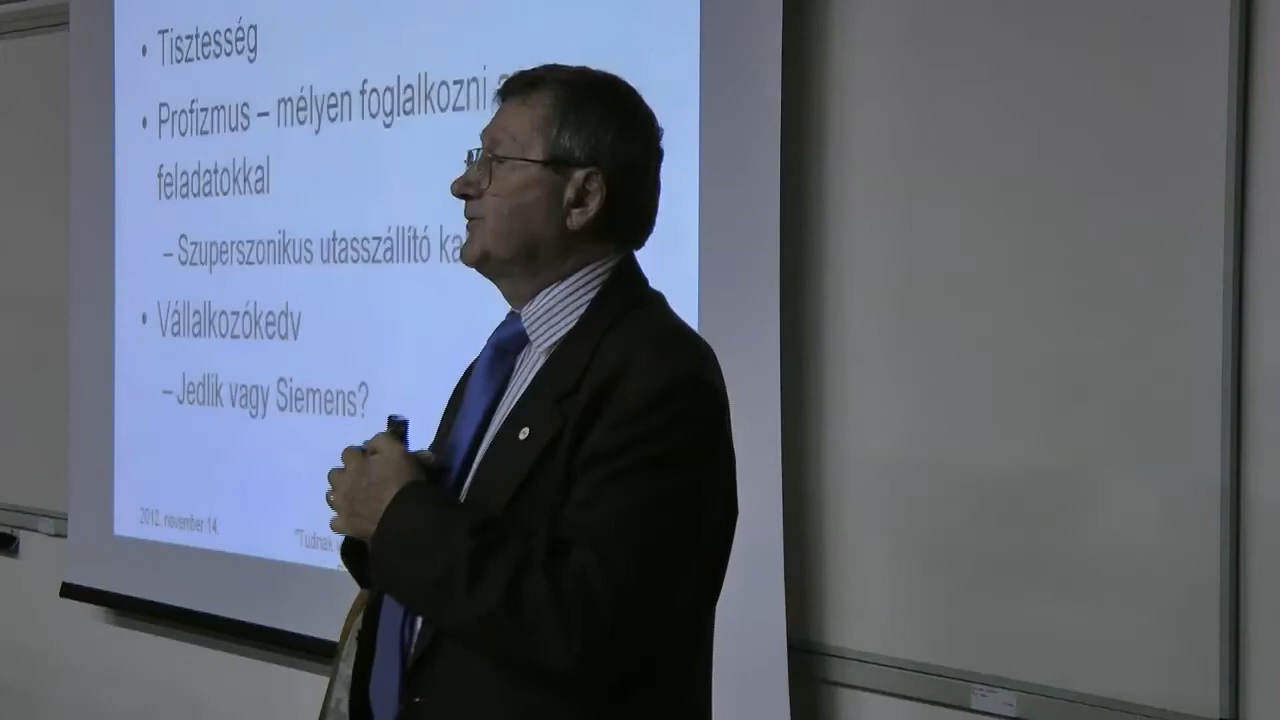 • Tisztesség
• Profizmus – mélyen foglalkozni
feladatokkal
– Szuperszonikus utasszállító
• Vállalkozókedv
– Jedlik vagy Siemens?
2012. november 14.
"Tudnak